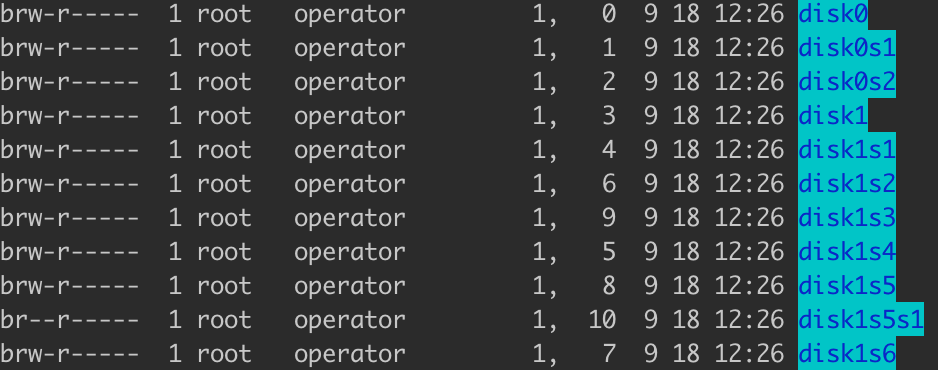 brw-r----- 1 root operator 1, 0 9 18 12:26 disk0
brw-r----- 1 root operator 1, 1 9 18 12:26 disk0s1
brw-r----- 1 root operator 1, 2 9 18 12:26 disk0s2
brw-r----- 1 root operator 1, 3 9 18 12:26 disk1
brw-r----- 1 root operator 1, 4 9 18 12:26 disk1s1
brw-r----- 1 root operator 1, 6 9 18 12:26 disk1s2
brw-r----- 1 root operator 1, 9 9 18 12:26 disk1s3
brw-r----- 1 root operator 1, 5 9 18 12:26 disk1s4
brw-r----- 1 root operator 1, 8 9 18 12:26 disk1s5
br--r----- 1 root operator 1, 10 9 18 12:26 disk1s5s1
brw-r----- 1 root operator 1, 7 9 18 12:26 disk1s6